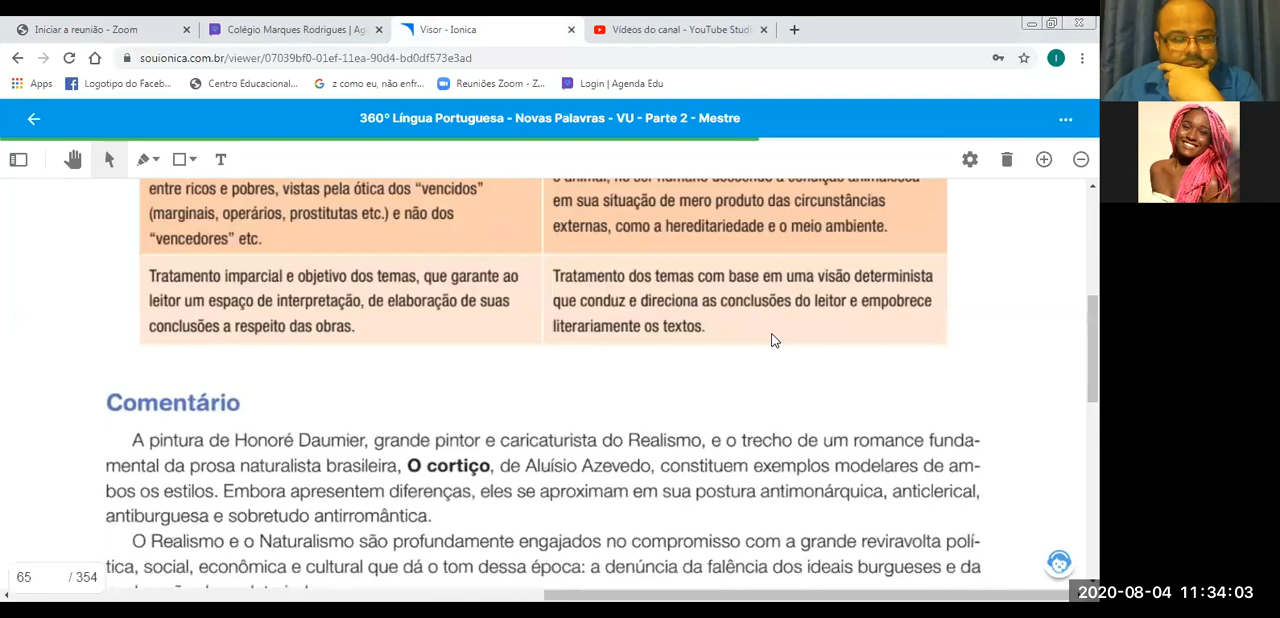 Iniciar a reunião - Zoom
Colégio Marques Rodrigues | Ag
Visor - Ionica
Vídeos do canal - YouTube Studi
souionica.com.br/viewer/07039bf0-01ef-11ea-90d4-bd0df573e3ad
I
Apps
Logotipo do Faceb...
Centro Educacional...
z como eu, não enfr...
Reuniões Zoom - Z...
Login | Agenda Edu
360º Língua Portuguesa - Novas Palavras - VU - Parte 2 - Mestre
T
entre ricos e pobres, vistas pela ótica dos “vencidos”
(marginais, operários, prostitutas etc.) e não dos
“vencedores” etc.
o animal, no ser humano descendo à condição animalesca
em sua situação de mero produto das circunstâncias
externas, como a hereditariedade e o meio ambiente.
Tratamento imparcial e objetivo dos temas, que garante ao
leitor um espaço de interpretação, de elaboração de suas
conclusões a respeito das obras.
Tratamento dos temas com base em uma visão determinista
que conduz e direciona as conclusões do leitor e empobrece
literariamente os textos.
Comentário
A pintura de Honoré Daumier, grande pintor e caricaturista do Realismo, e o trecho de um romance funda-
mental da prosa naturalista brasileira, O cortiço, de Aluísio Azevedo, constituem exemplos modelares de am-
bos os estilos. Embora apresentem diferenças, eles se aproximam em sua postura antimonárquica, anticlerical,
antiburguesa e sobretudo antirromântica.
O Realismo e o Naturalismo são profundamente engajados no compromisso com a grande reviravolta polí-
tica, social, econômica e cultural que dá o tom dessa época: a denúncia da falência dos ideais burgueses e da
65 / 354
2020-08-04 11:34:03